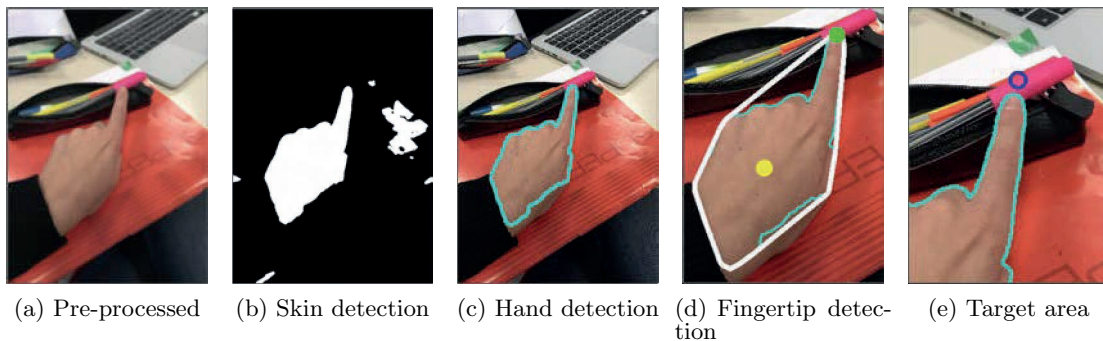 (a) Pre-processed
(b) Skin detection
(c) Hand detection
(d) Fingertip detec-
tion
(e) Target area